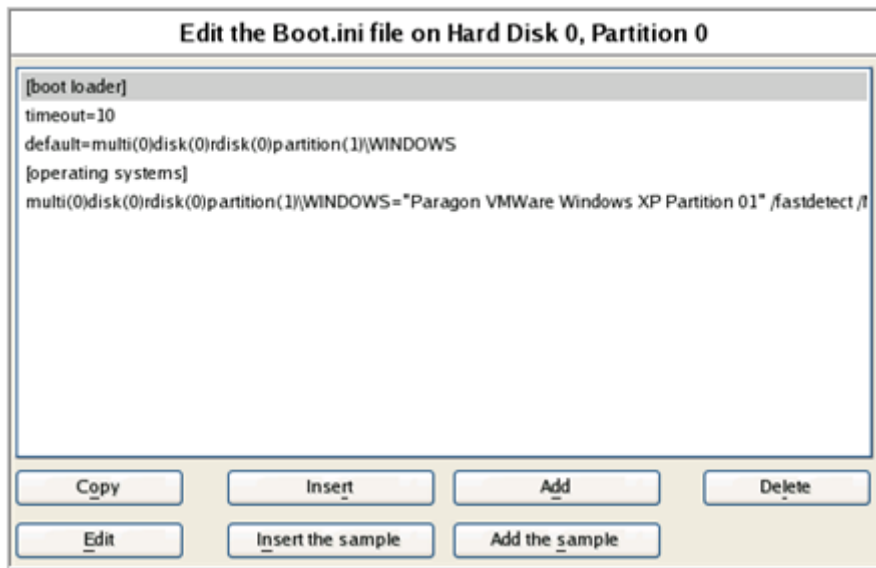 Edit the Boot.ini file on Hard Disk 0, Partition 0
[boot loader]
timeout=10
default=multi(0)disk(0)rdisk(0)partition(1)\WINDOWS
[operating systems]
multi(0)disk(0)rdisk(0)partition(1)\WINDOWS="Paragon VMWare Windows XP Partition 01" /fastdetect
Copy Insert Add Delete
Edit Insert the sample Add the sample